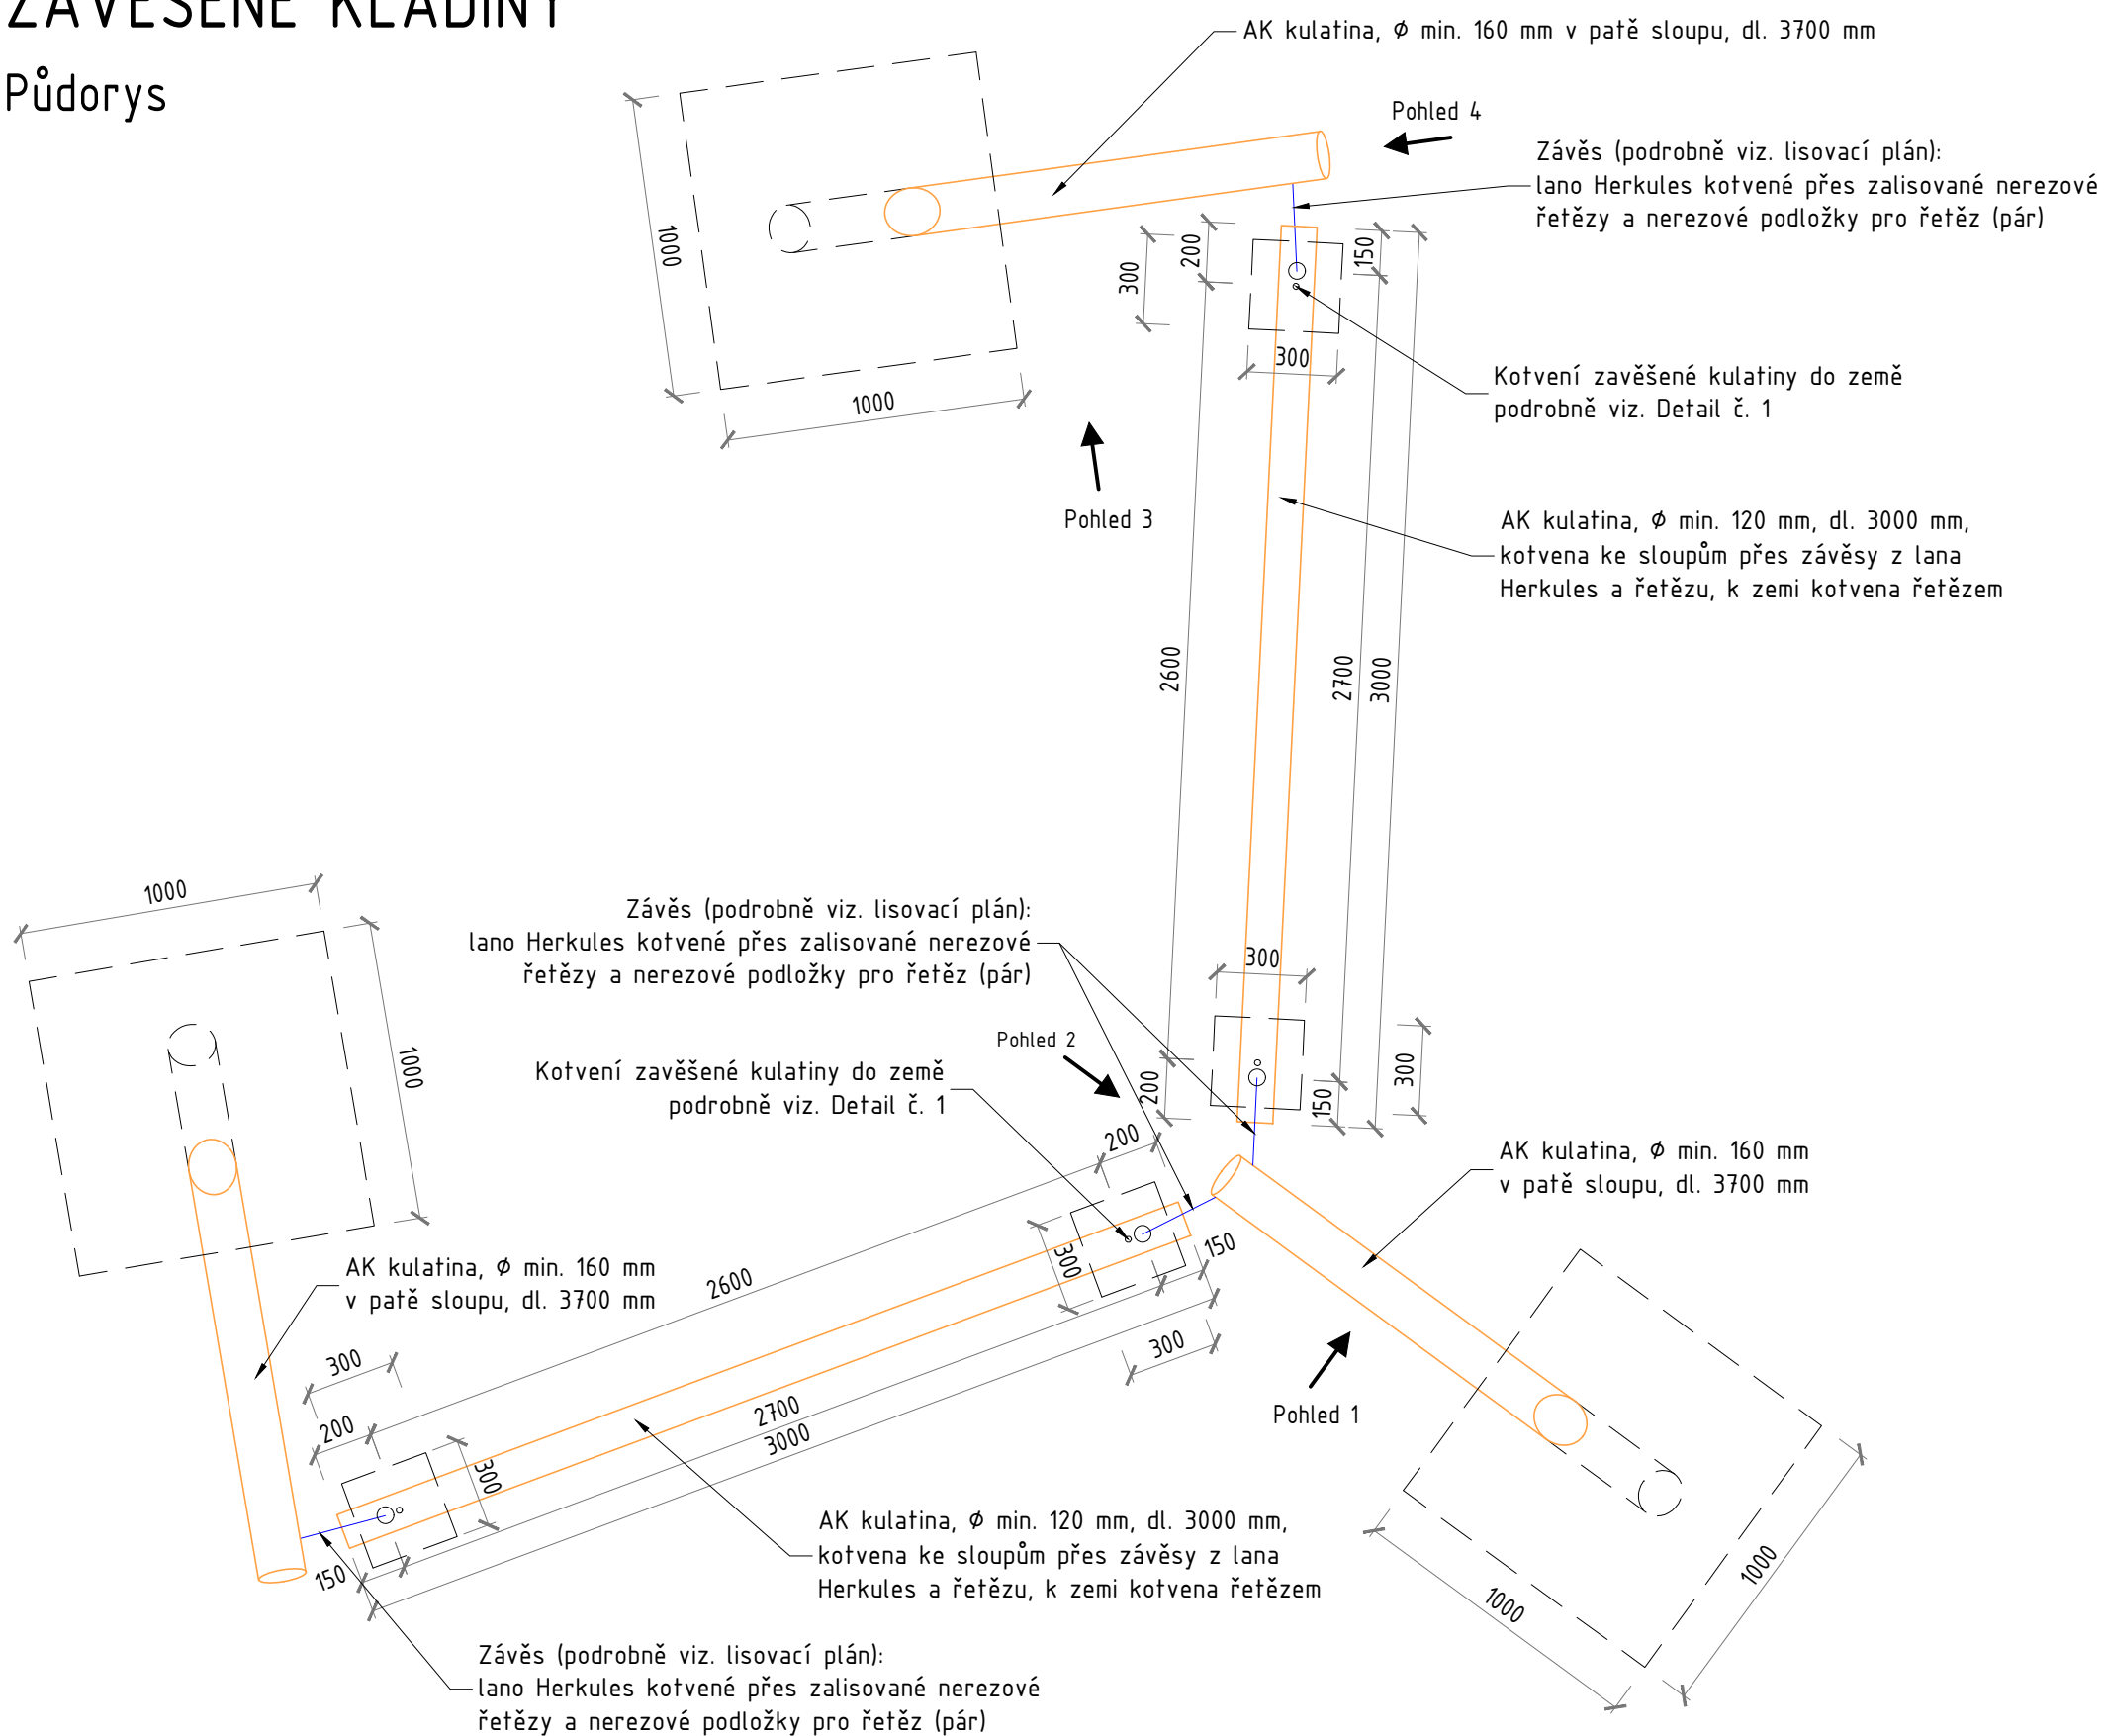 ZAVĚŠENÉ KLADINY
Půdorys
AK kulatina, ϕ min. 160 mm v patě sloupu, dl. 3700 mm
Pohled 4
Závěs (podrobně viz. lisovací plán):
lano Herkules kotvené přes zalisované nerezové
řetězy a nerezové podložky pro řetěz (pár)
1000
1000
200
300
150
300
Kotvení zavěšené kulatiny do země
podrobně viz. Detail č. 1
Pohled 3
AK kulatina, ϕ min. 120 mm, dl. 3000 mm,
kotvena ke sloupům přes závěsy z lana
Herkules a řetězu, k zemi kotvena řetězem
2600
2700
3000
1000
1000
Závěs (podrobně viz. lisovací plán):
lano Herkules kotvené přes zalisované nerezové
řetězy a nerezové podložky pro řetěz (pár)
300
Pohled 2
Kotvení zavěšené kulatiny do země
podrobně viz. Detail č. 1
200
150
300
200
AK kulatina, ϕ min. 160 mm
v patě sloupu, dl. 3700 mm
AK kulatina, ϕ min. 160 mm
v patě sloupu, dl. 3700 mm
300
150
2600
300
300
200
2700
3000
300
150
Pohled 1
AK kulatina, ϕ min. 120 mm, dl. 3000 mm,
kotvena ke sloupům přes závěsy z lana
Herkules a řetězu, k zemi kotvena řetězem
1000
1000
Závěs (podrobně viz. lisovací plán):
lano Herkules kotvené přes zalisované nerezové
řetězy a nerezové podložky pro řetěz (pár)